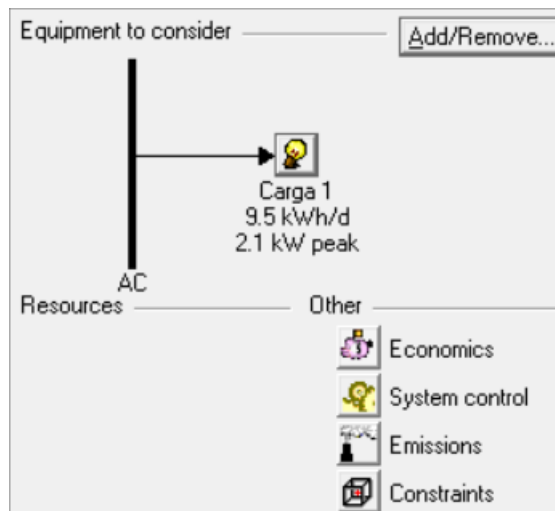 Equipment to consider
Add/Remove...
Carga 1
9.5 kWh/d
2.1 kW peak
AC
Resources
Other
Economics
System control
Emissions
Constraints